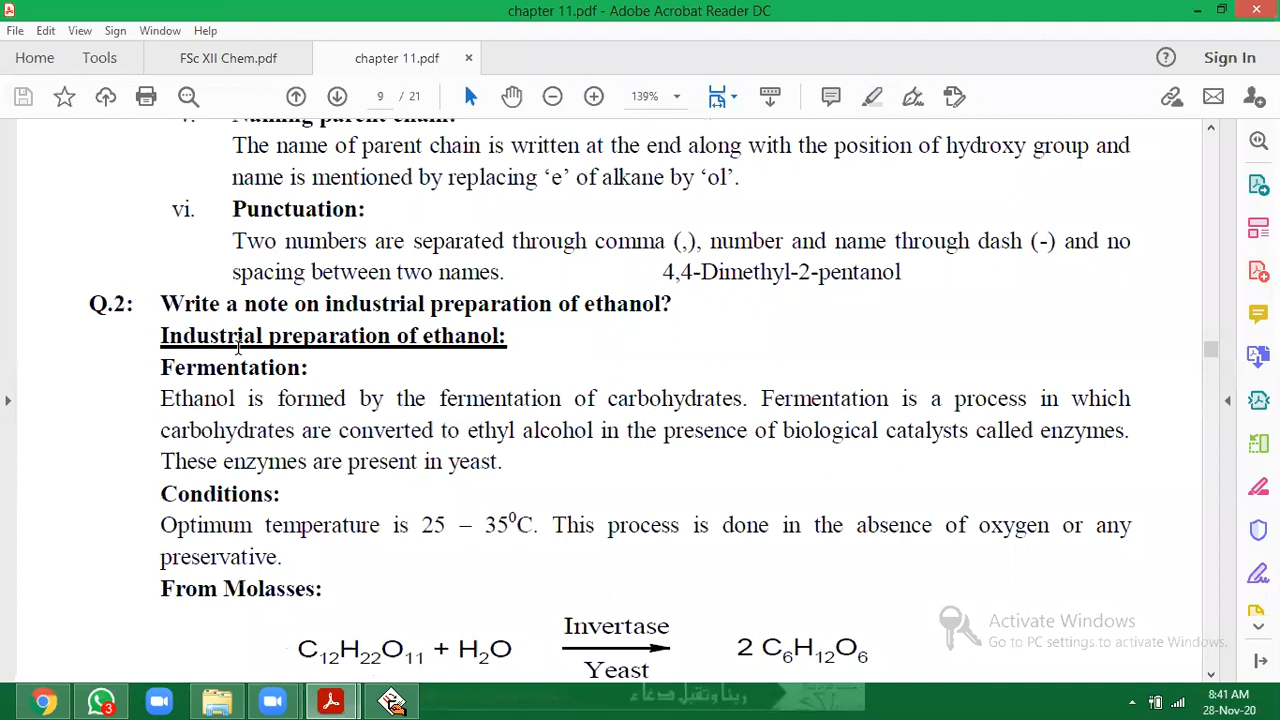 chapter 11.pdf - Adobe Acrobat Reader DC
File Edit View Sign Window Help
Home Tools FSc XII Chem.pdf chapter 11.pdf × Sign In
9 / 21 139%
v. Naming parent chain:
The name of parent chain is written at the end along with the position of hydroxy group and
name is mentioned by replacing ‘e’ of alkane by ‘ol’.
vi. Punctuation:
Two numbers are separated through comma (,), number and name through dash (-) and no
spacing between two names. 4,4-Dimethyl-2-pentanol
Q.2: Write a note on industrial preparation of ethanol?
Industrial preparation of ethanol:
Fermentation:
Ethanol is formed by the fermentation of carbohydrates. Fermentation is a process in which
carbohydrates are converted to ethyl alcohol in the presence of biological catalysts called enzymes.
These enzymes are present in yeast.
Conditions:
Optimum temperature is 25 – 35⁰C. This process is done in the absence of oxygen or any
preservative.
From Molasses:
Invertase
C₁₂H₂₂O₁₁ + H₂O 2 C₆H₁₂O₆
Yeast
Activate Windows
Go to PC settings to activate Windows.
3
ربنا وتقبل دعاء
8:41 AM
28-Nov-20